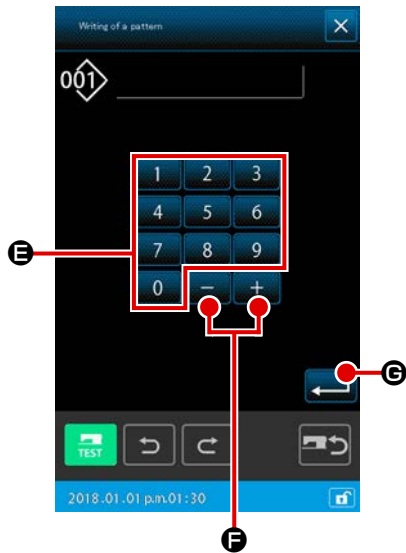 Writing of a pattern
001
1 2 3
4 5 6
E
7 8 9
0 − +
G
TEST
2018.01.01 p.m.01:30
F